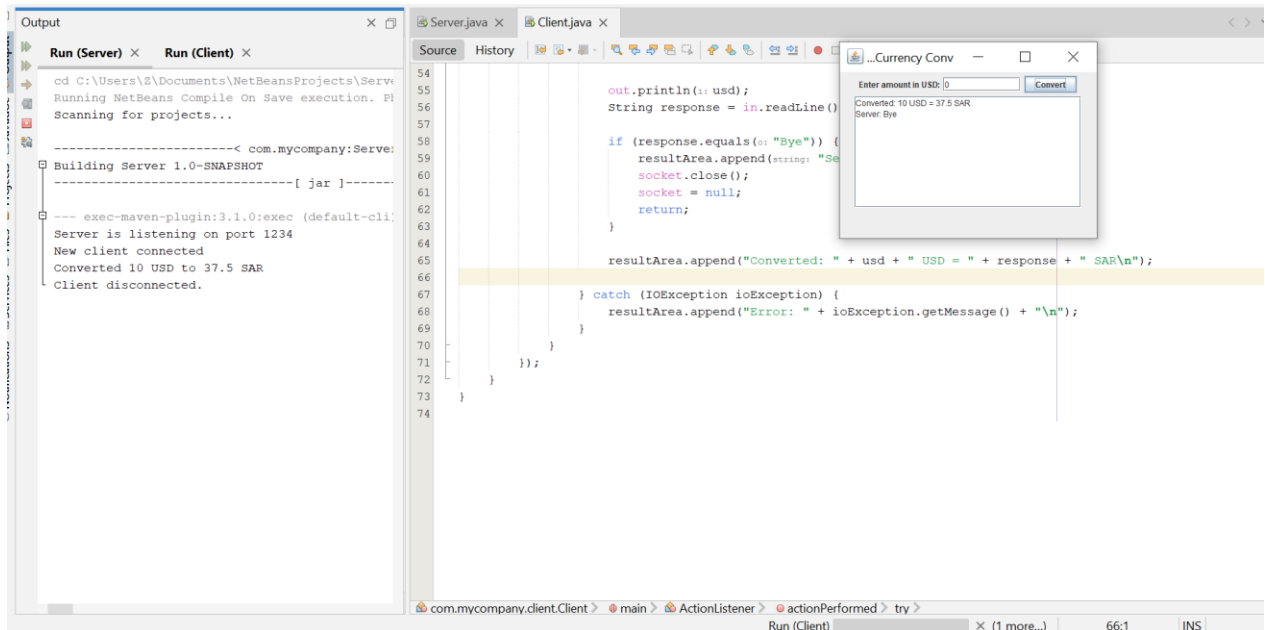 Output
Run (Server)
Run (Client)
cd C:\Users\Z\Documents\NetBeansProjects\Serve
Running NetBeans Compile On Save execution. Ph
Scanning for projects...
------------------------< com.mycompany:Server
Building Server 1.0-SNAPSHOT
--------------------------------[ jar ]------
--- exec-maven-plugin:3.1.0:exec (default-cli)
Server is listening on port 1234
New client connected
Converted 10 USD to 37.5 SAR
Client disconnected.
Server.java
Client.java
Source
History
54
55 out.println(i: usd);
56 String response = in.readLine()
57
58 if (response.equals(o: "Bye")) {
59 resultArea.append(string: "Se
60 socket.close();
61 socket = null;
62 return;
63 }
64
65 resultArea.append("Converted: " + usd + " USD = " + response + " SAR\n");
66
67 } catch (IOException ioException) {
68 resultArea.append("Error: " + ioException.getMessage() + "\n");
69 }
70 }
71 });
72 }
73 }
74
...Currency Conv
Enter amount in USD: 0 Convert
Converted: 10 USD = 37.5 SAR
Server: Bye
com.mycompany.client.Client > main > ActionListener > actionPerformed > try >
Run (Client) (1 more...) 66:1 INS